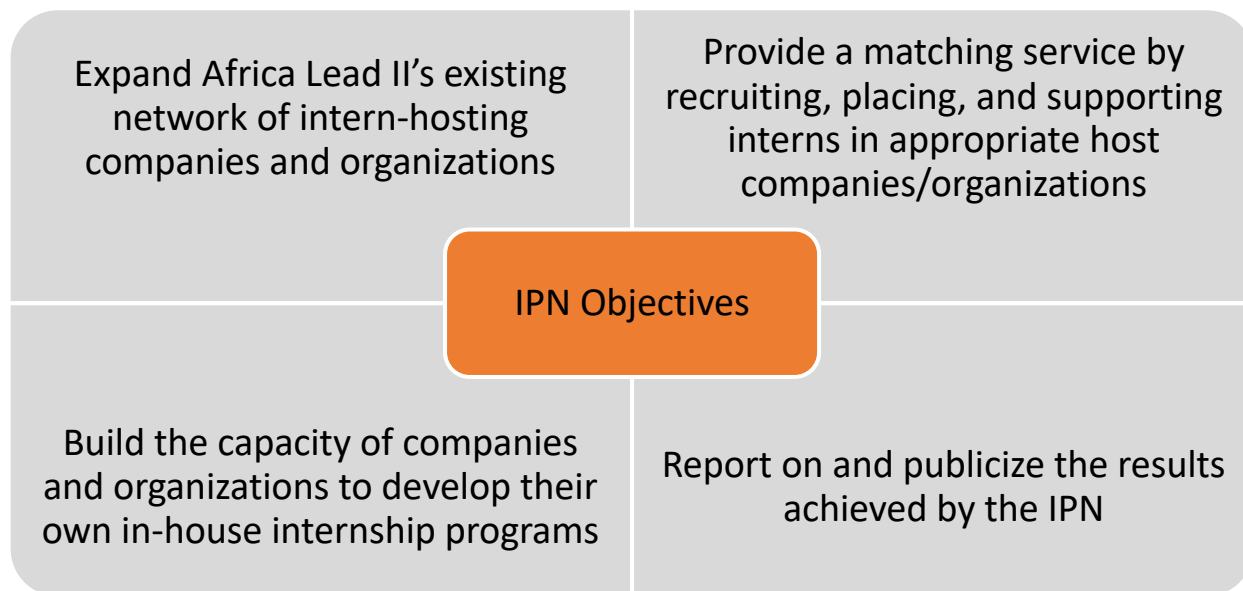 Expand Africa Lead II’s existing
network of intern-hosting
companies and organizations
Provide a matching service by
recruiting, placing, and supporting
interns in appropriate host
companies/organizations
IPN Objectives
Build the capacity of companies
and organizations to develop their
own in-house internship programs
Report on and publicize the results
achieved by the IPN